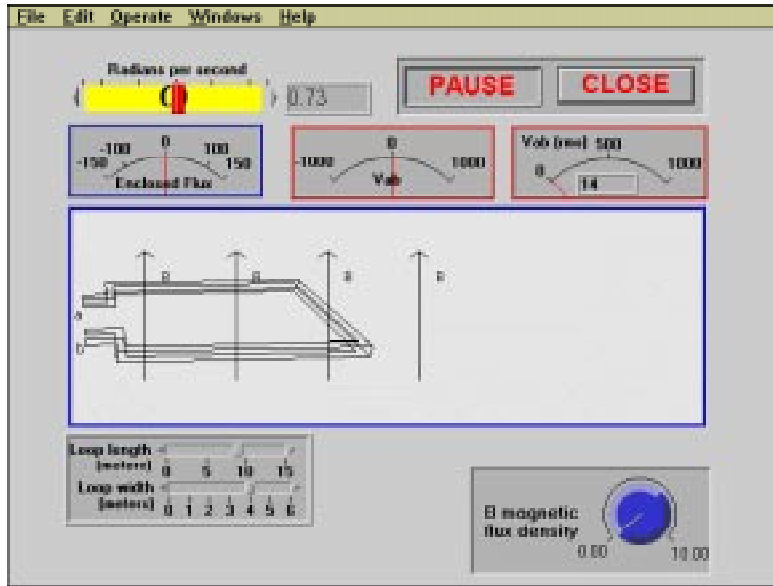 File Edit Operate Windows Help
Radians per second
0.73
PAUSE CLOSE
-150 -100 0 100 150
Enclosed Flux
-1000 0 1000
Vab
Vab (rms) 500
0 1000
14
B B B B
a
b
Loop length
(meters) 0 5 10 15
Loop width
(meters) 0 1 2 3 4 5 6
B magnetic
flux density
0.00 10.00